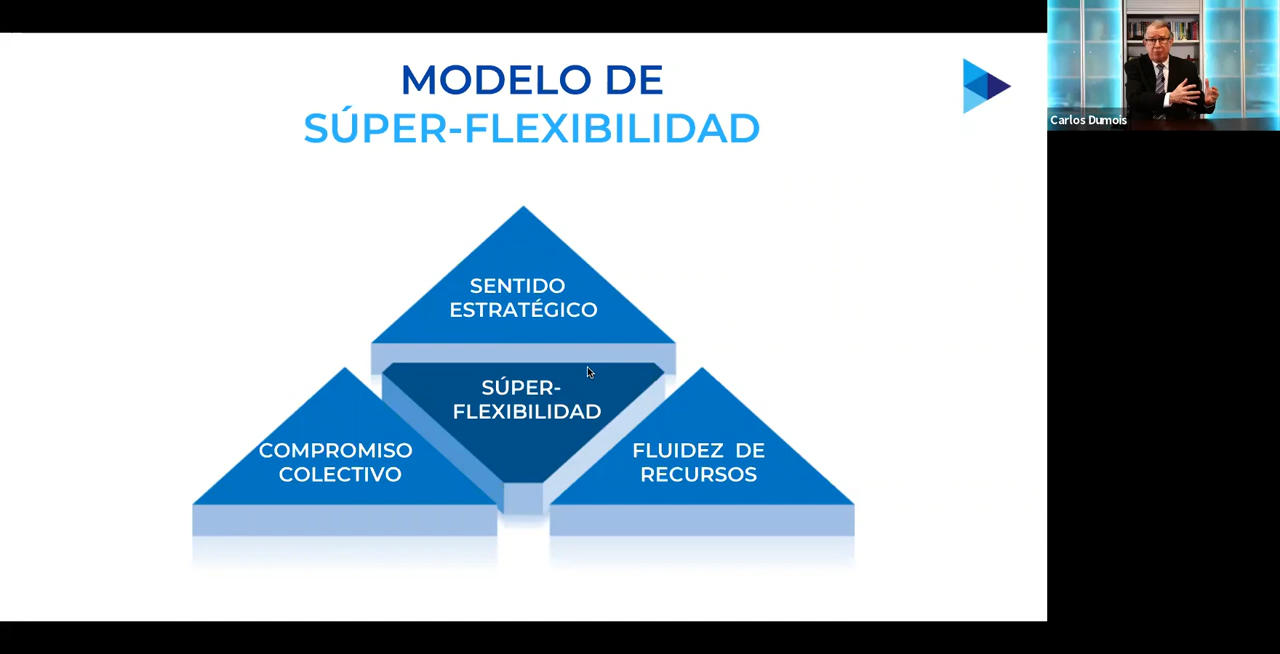 MODELO DE
SÚPER-FLEXIBILIDAD
Carlos Dumois
SENTIDO
ESTRATÉGICO
SÚPER-
FLEXIBILIDAD
COMPROMISO
COLECTIVO
FLUIDEZ DE
RECURSOS